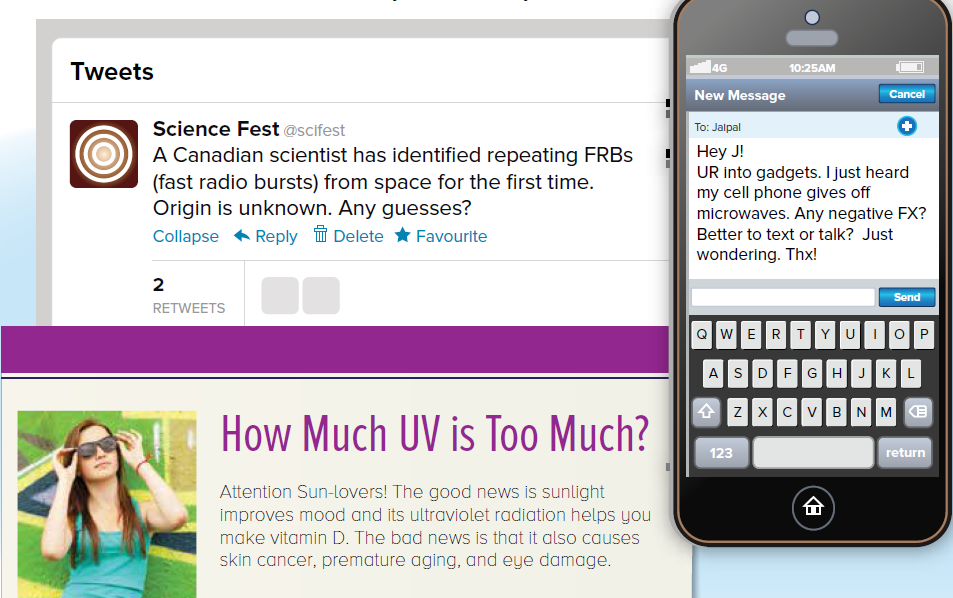 Tweets
Science Fest @scifest
A Canadian scientist has identified repeating FRBs
(fast radio bursts) from space for the first time.
Origin is unknown. Any guesses?
Collapse Reply Delete Favourite
2
RETWEETS
4G 10:25AM
New Message Cancel
To: Jaipal
Hey J!
UR into gadgets. I just heard
my cell phone gives off
microwaves. Any negative FX?
Better to text or talk? Just
wondering. Thx!
Send
Q W E R T Y U I O P
A S D F G H J K L
Z X C V B N M
123 return
How Much UV is Too Much?
Attention Sun-lovers! The good news is sunlight
improves mood and its ultraviolet radiation helps you
make vitamin D. The bad news is that it also causes
skin cancer, premature aging, and eye damage.